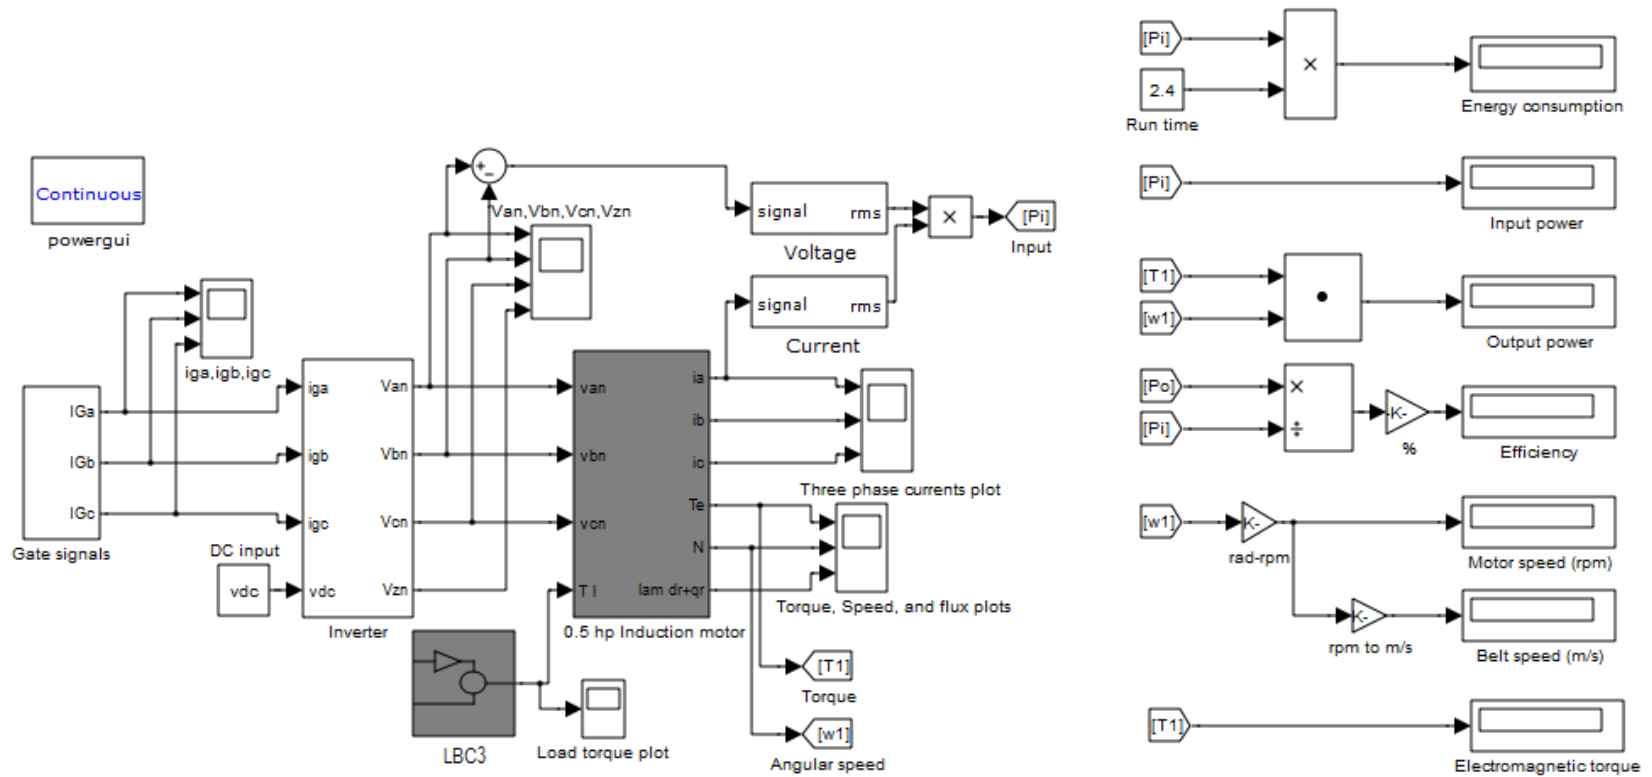 Continuous
powergui
IGa
IGb
IGc
Gate signals
iga,igb,igc
DC input
vdc
iga
igb
igc
vdc
Van
Vbn
Vcn
Vzn
Inverter
+
−
Van,Vbn,Vcn,Vzn
van
vbn
vcn
T l
ia
ib
ic
Te
N
lam dr+qr
0.5 hp Induction motor
LBC3
Load torque plot
signal rms
Voltage
signal rms
Current
×
[Pi]
Input
Three phase currents plot
Torque, Speed, and flux plots
[T1]
Torque
[w1]
Angular speed
[Pi]
2.4
Run time
×
Energy consumption
[Pi]
Input power
[T1]
[w1]
Output power
[Po]
[Pi]
×
÷
-K-
%
Efficiency
[w1]
K-
rad-rpm
Motor speed (rpm)
K-
rpm to m/s
Belt speed (m/s)
[T1]
Electromagnetic torque